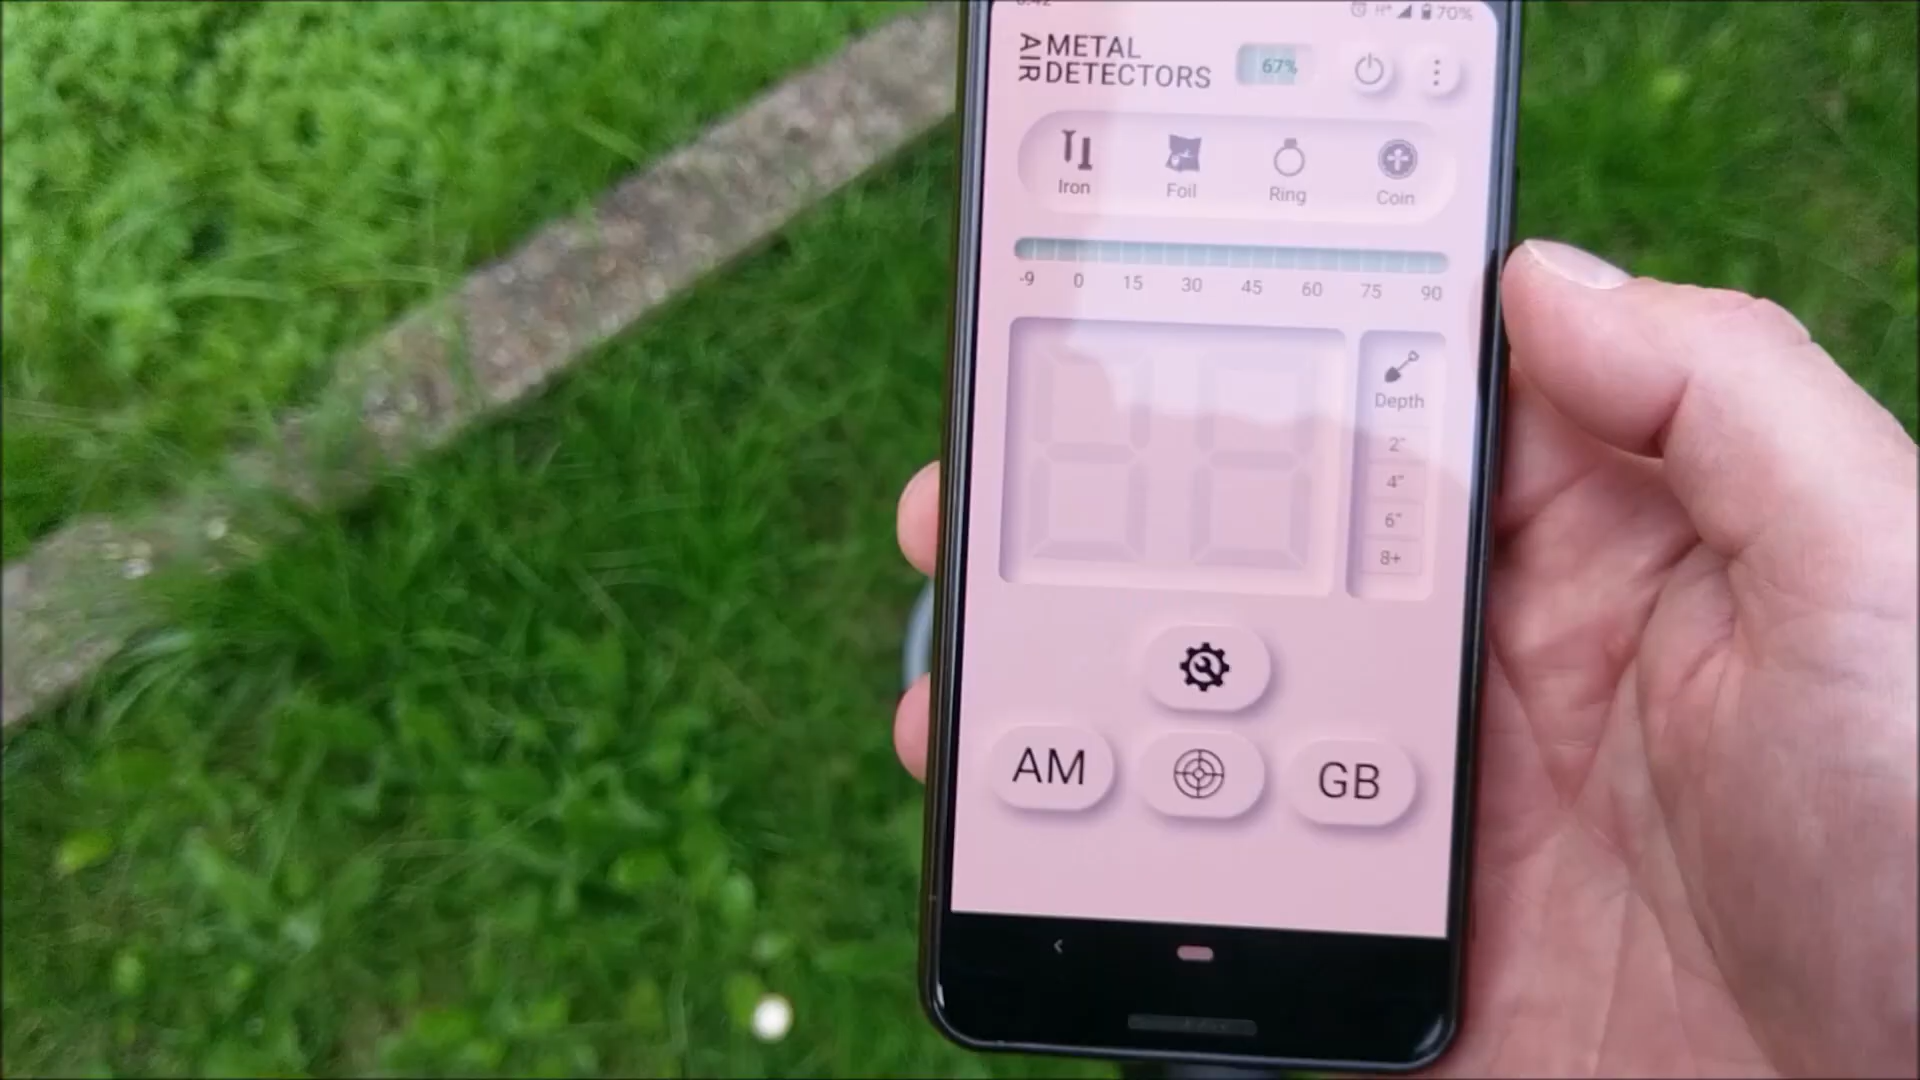 70%
AIR
METAL
DETECTORS
67%
Iron Foil Ring Coin
-9 0 15 30 45 60 75 90
Depth
2"
4"
6"
8+
AM GB